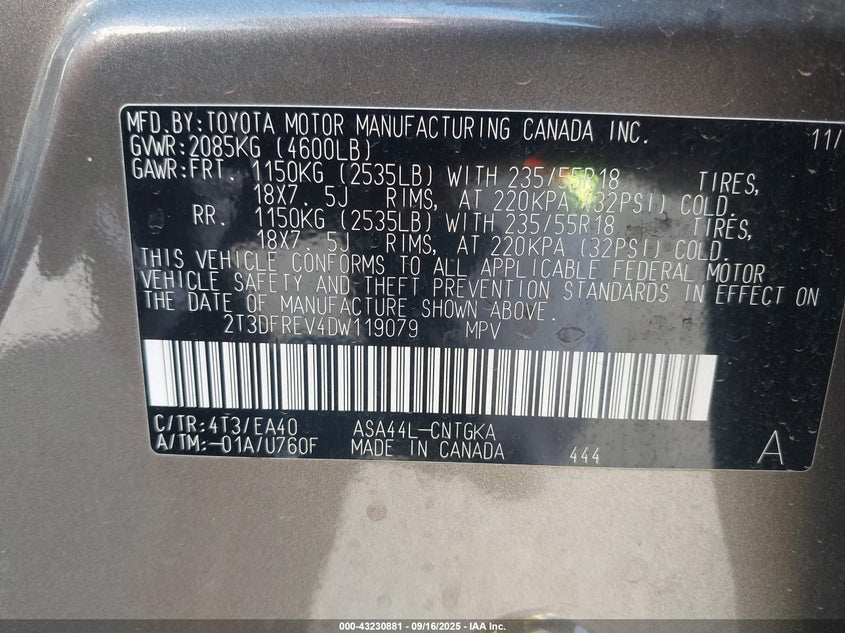 MFD.BY:TOYOTA MOTOR MANUFACTURING CANADA INC. 11/
GVWR:2085KG (4600LB)
GAWR:FRT. 1150KG (2535LB) WITH 235/55R18 TIRES,
18X7. 5J RIMS, AT 220KPA (32PSI) COLD.
RR. 1150KG (2535LB) WITH 235/55R18 TIRES,
18X7. 5J RIMS, AT 220KPA (32PSI) COLD.
THIS VEHICLE CONFORMS TO ALL APPLICABLE FEDERAL MOTOR
VEHICLE SAFETY AND THEFT PREVENTION STANDARDS IN EFFECT ON
THE DATE OF MANUFACTURE SHOWN ABOVE.
2T3DFREV4DW119079 MPV
C/TR:4T3/EA40 ASA44L-CNTGKA
A/TM:-01A/U760F MADE IN CANADA 444 A
000-43230881 - 09/16/2025 - IAA Inc.